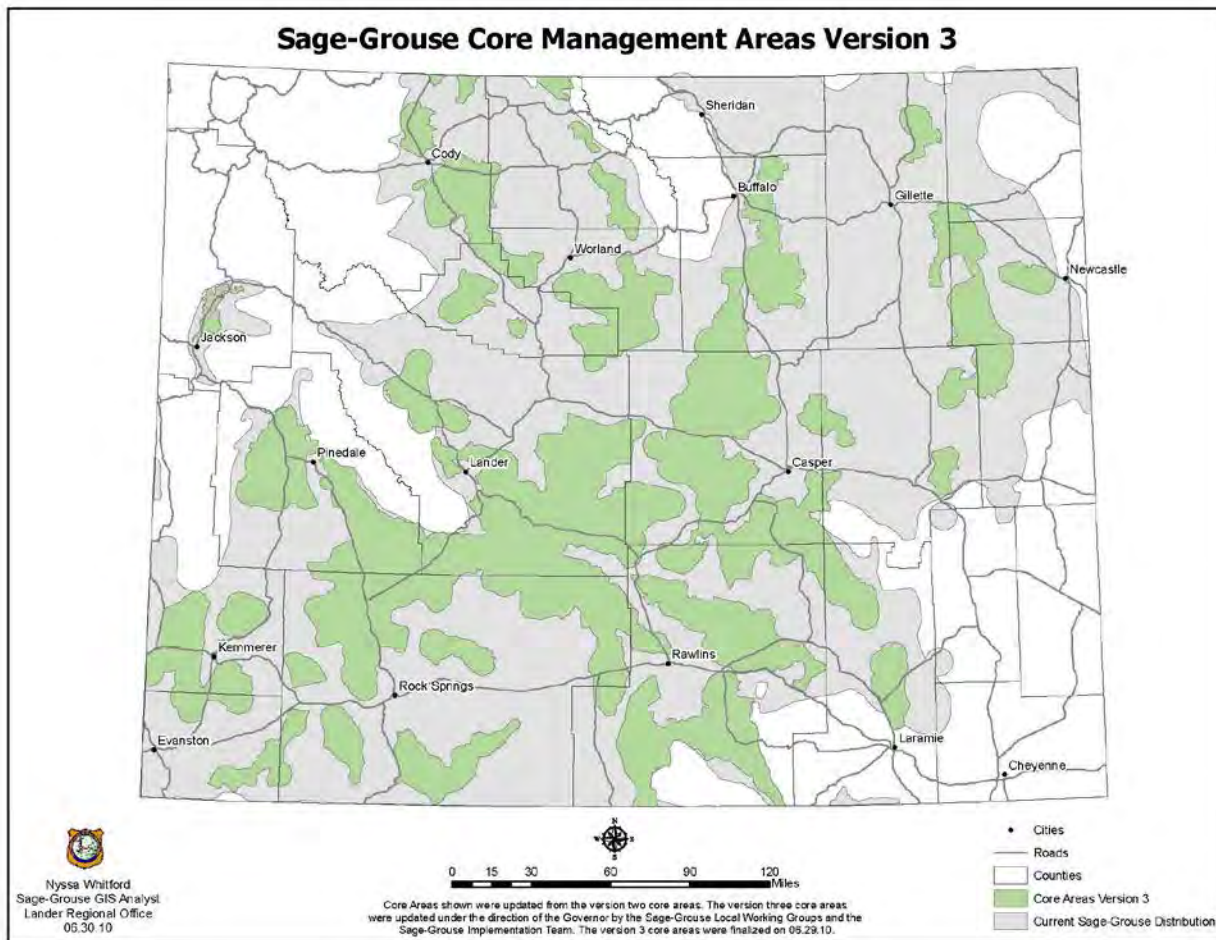 Sage-Grouse Core Management Areas Version 3
Sheridan
Cody
Buffalo
Gillette
Worland
Newcastle
Jackson
Pinedale
Lander
Casper
Kemmerer
Rawlins
Rock Springs
Evanston
Laramie
Cheyenne
Nyssa Whitford
Sage-Grouse GIS Analyst
Lander Regional Office
06.30.10
N
W
E
S
0 15 30 60 90 120
Miles
Core Areas shown were updated from the version two core areas. The version three core areas
were updated under the direction of the Governor by the Sage-Grouse Local Working Groups and the
Sage-Grouse Implementation Team. The version 3 core areas were finalized on 06.29.10.
Cities
Roads
Counties
Core Areas Version 3
Current Sage-Grouse Distribution